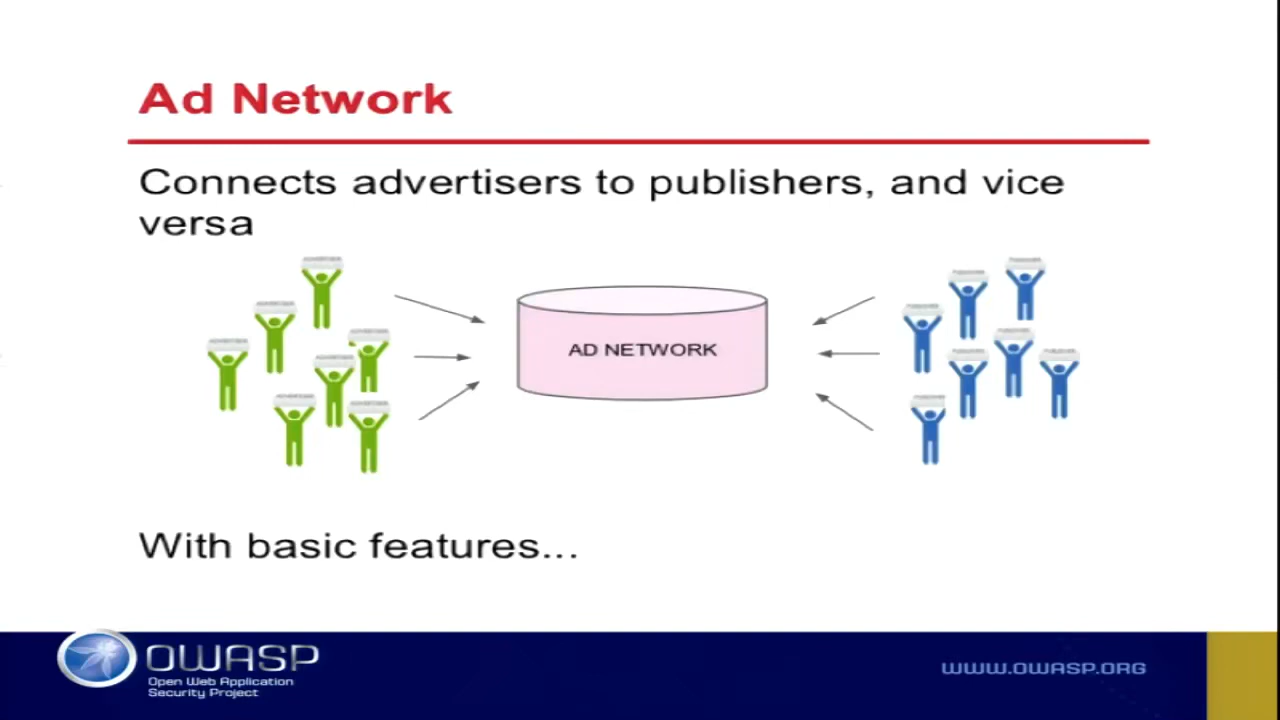 Ad Network
Connects advertisers to publishers, and vice
versa
AD NETWORK
With basic features...
OWASP
Open Web Application
Security Project
WWW.OWASP.ORG